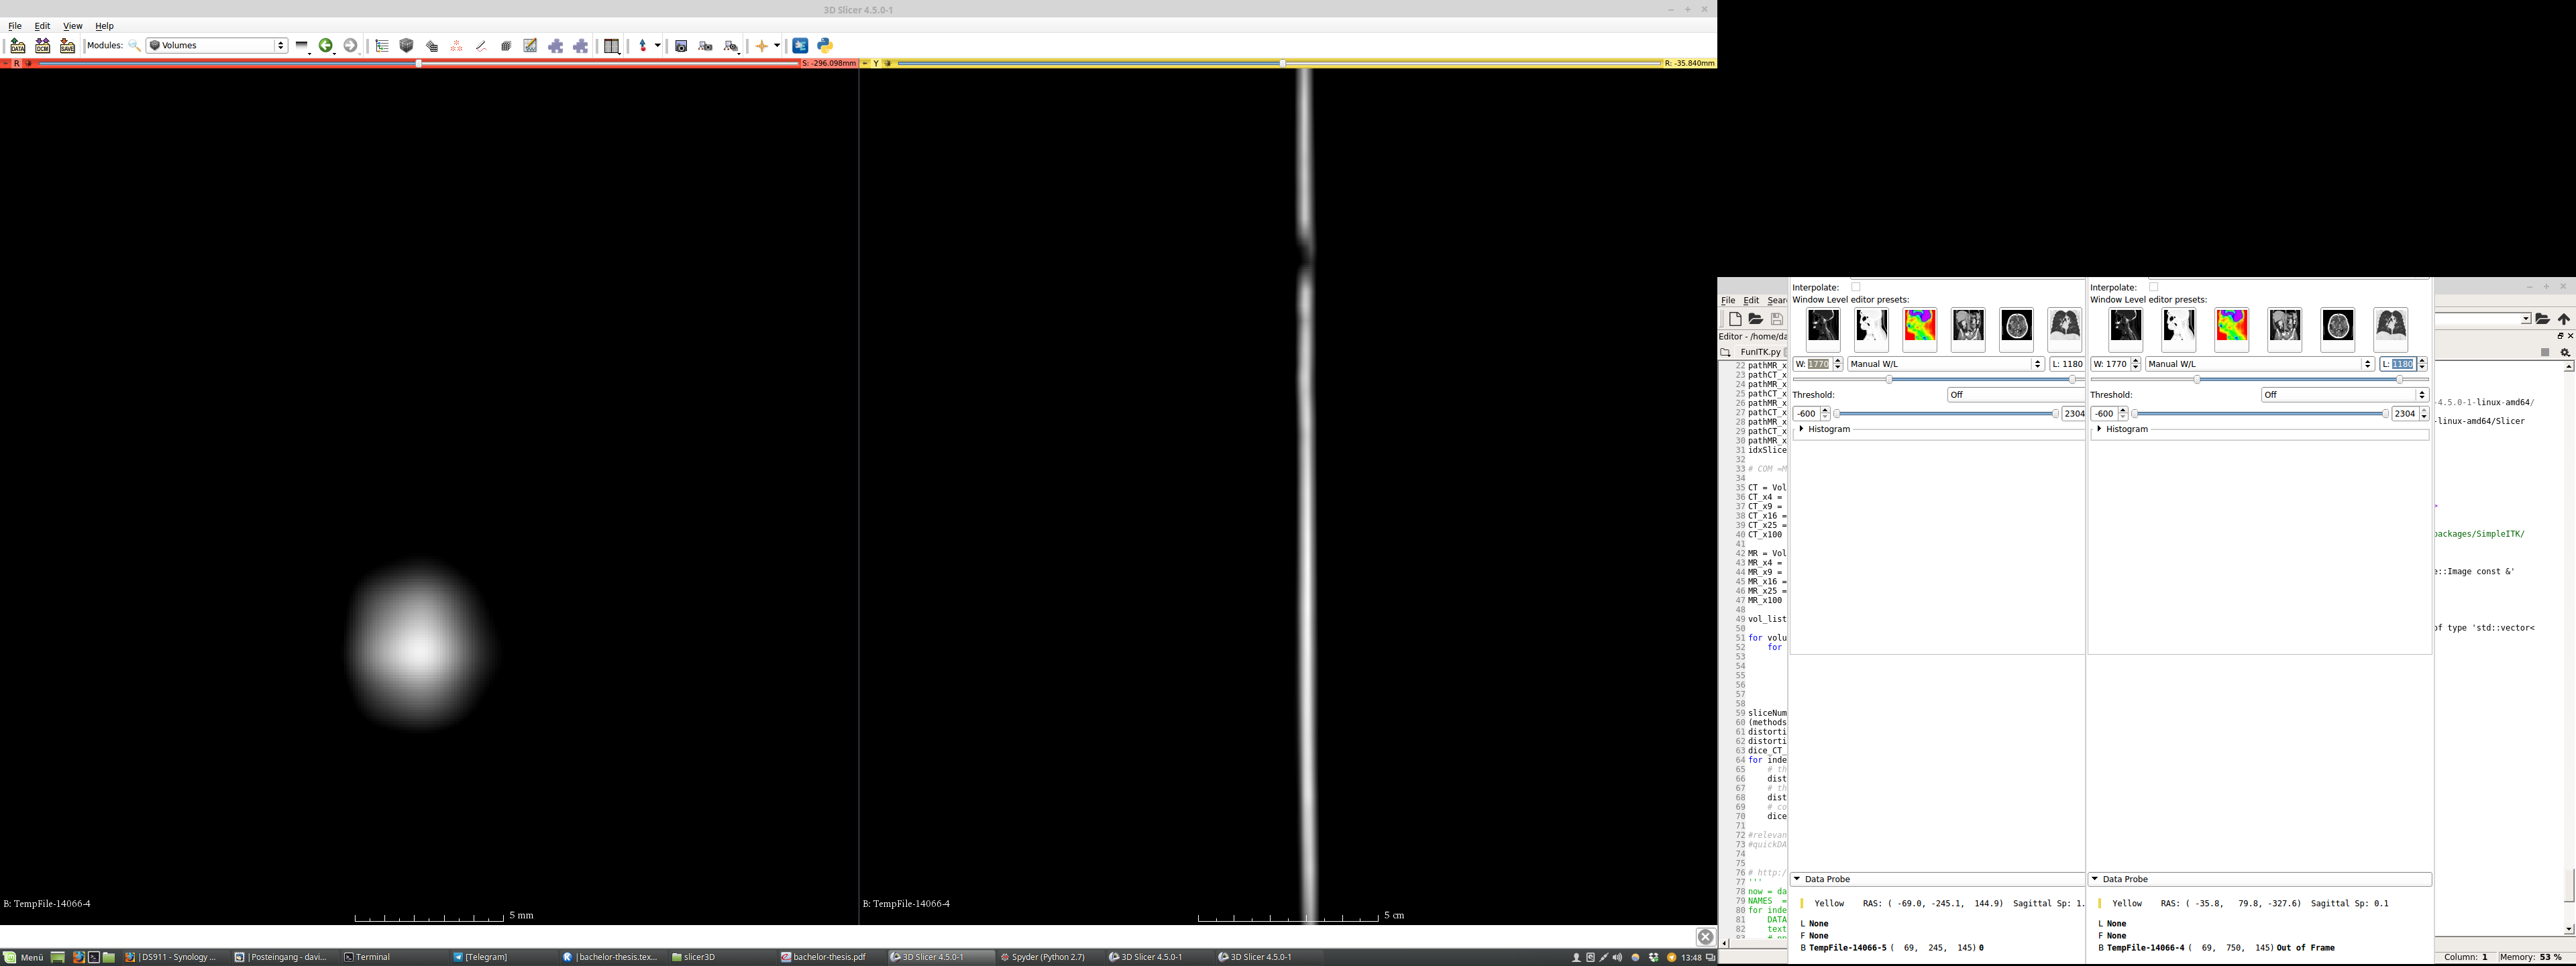 3D Slicer 4.5.0-1
File Edit View Help
DATA DCM SAVE Modules: Volumes
R S: -296.098mm Y R: -35.840mm
B: TempFile-14066-4
5 mm
B: TempFile-14066-4
5 cm
File Edit Sear
Editor - /home/da
FunITK.py
22 pathMR_x
23 pathCT_x
24 pathMR_x
25 pathCT_x
26 pathMR_x
27 pathCT_x
28 pathMR_x
29 pathCT_x
30 pathMR_x
31 idxSlice
32
33 # COM =M
34
35 CT = Vol
36 CT_x4 =
37 CT_x9 =
38 CT_x16 =
39 CT_x25 =
40 CT_x100
41
42 MR = Vol
43 MR_x4 =
44 MR_x9 =
45 MR_x16 =
46 MR_x25 =
47 MR_x100
48
49 vol_list
50
51 for volu
52 for
53
54
55
56
57
58
59 sliceNum
60 (methods
61 distorti
62 distorti
63 dice_CT_
64 for inde
65 # th
66 dist
67 # th
68 dist
69 # co
70 dice
71
72 #relevan
73 #quickDA
74
75
76 # http:/
77 '''
78 now = da
79 NAMES =
80 for inde
81 DATA
82 text
Interpolate:
Window Level editor presets:
W: 1770 Manual W/L L: 1180
Threshold: Off
-600 2304
Histogram
Data Probe
Yellow RAS: ( -69.0, -245.1, 144.9) Sagittal Sp: 1.
L None
F None
B TempFile-14066-5 ( 69, 245, 145) 0
Interpolate:
Window Level editor presets:
W: 1770 Manual W/L L: 1180
Threshold: Off
-600 2304
Histogram
Data Probe
Yellow RAS: ( -35.8, 79.8, -327.6) Sagittal Sp: 0.1
L None
F None
B TempFile-14066-4 ( 69, 750, 145) Out of Frame
-4.5.0-1-linux-amd64/
-linux-amd64/Slicer
packages/SimpleITK/
e::Image const &'
of type 'std::vector<
Column: 1 Memory: 53 %
Menü |DS911 - Synology ... |Posteingang - davi... Terminal [Telegram] |bachelor-thesis.tex... slicer3D bachelor-thesis.pdf 3D Slicer 4.5.0-1 Spyder (Python 2.7) 3D Slicer 4.5.0-1 3D Slicer 4.5.0-1 13:48